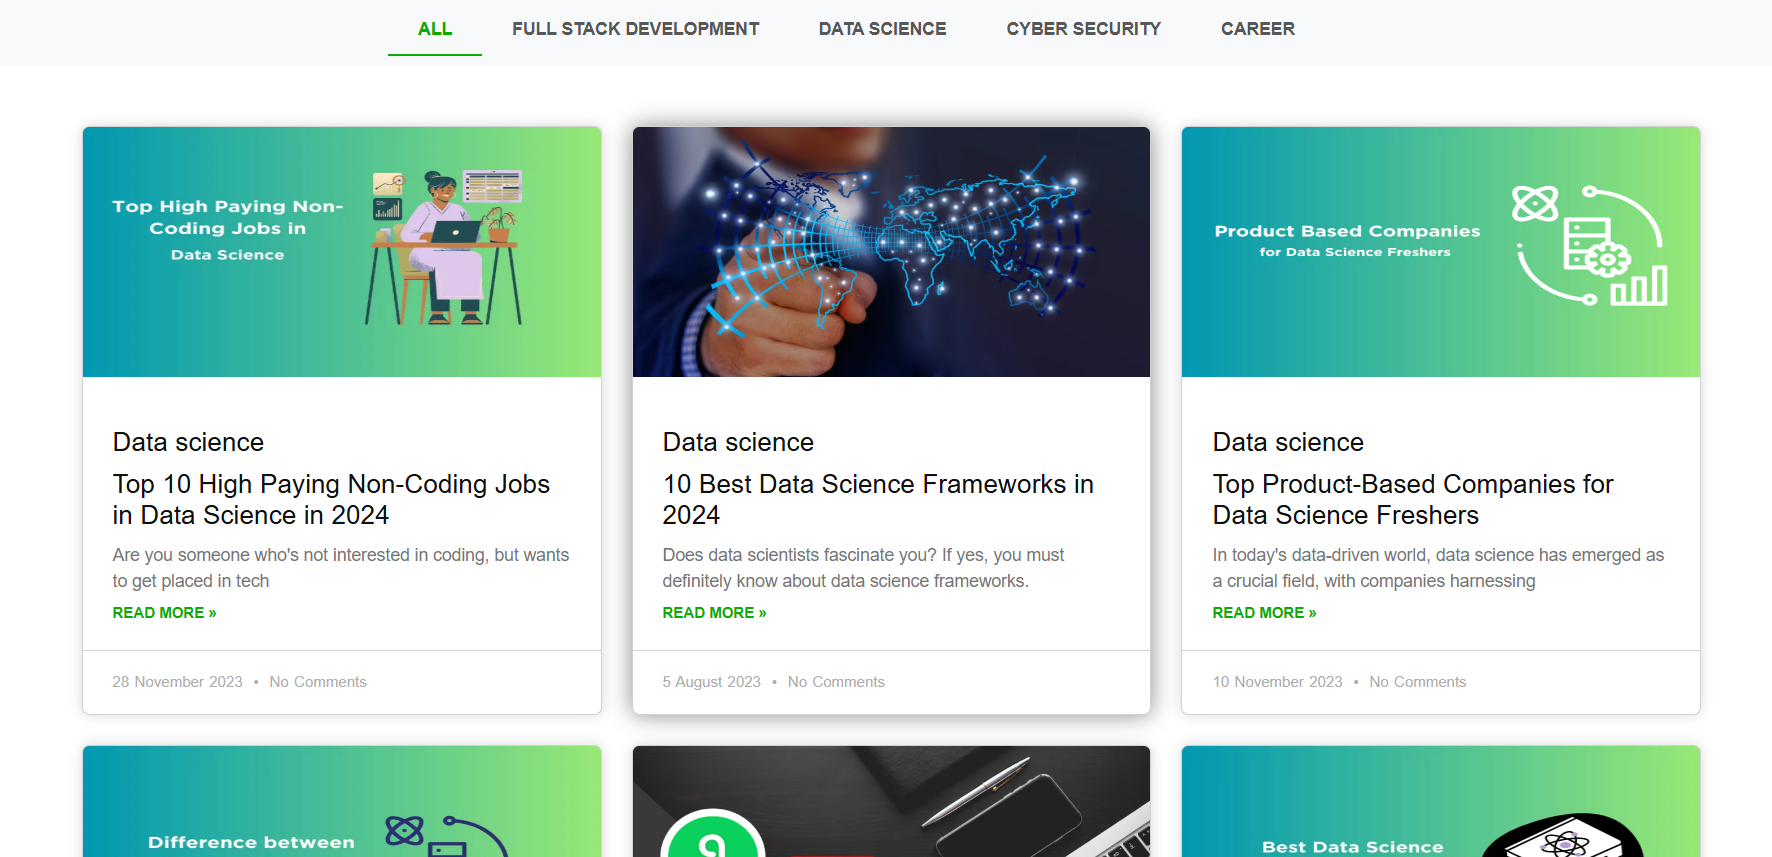 ALL FULL STACK DEVELOPMENT DATA SCIENCE CYBER SECURITY CAREER
Top High Paying Non-
Coding Jobs in
Data Science
Data science
Top 10 High Paying Non-Coding Jobs
in Data Science in 2024
Are you someone who's not interested in coding, but wants
to get placed in tech
READ MORE »
28 November 2023 • No Comments
Data science
10 Best Data Science Frameworks in
2024
Does data scientists fascinate you? If yes, you must
definitely know about data science frameworks.
READ MORE »
5 August 2023 • No Comments
Product Based Companies
for Data Science Freshers
Data science
Top Product-Based Companies for
Data Science Freshers
In today's data-driven world, data science has emerged as
a crucial field, with companies harnessing
READ MORE »
10 November 2023 • No Comments
Difference between
Best Data Science